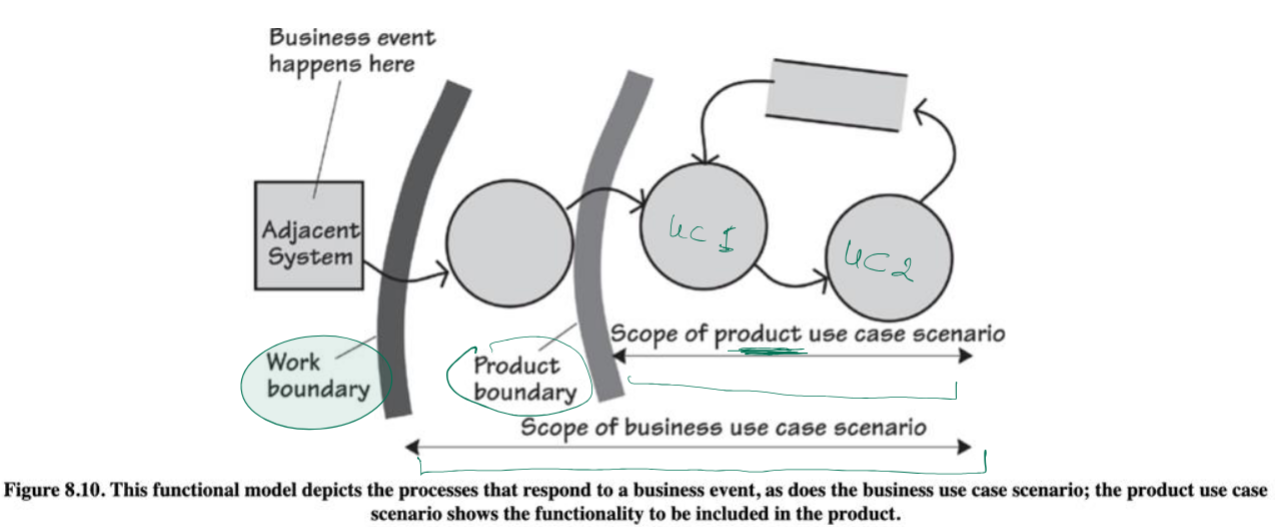 Business event
happens here
Adjacent
System
UC 1
UC2
Scope of product use case scenario
Work
boundary
Product
boundary
Scope of business use case scenario
Figure 8.10. This functional model depicts the processes that respond to a business event, as does the business use case scenario; the product use case
scenario shows the functionality to be included in the product.